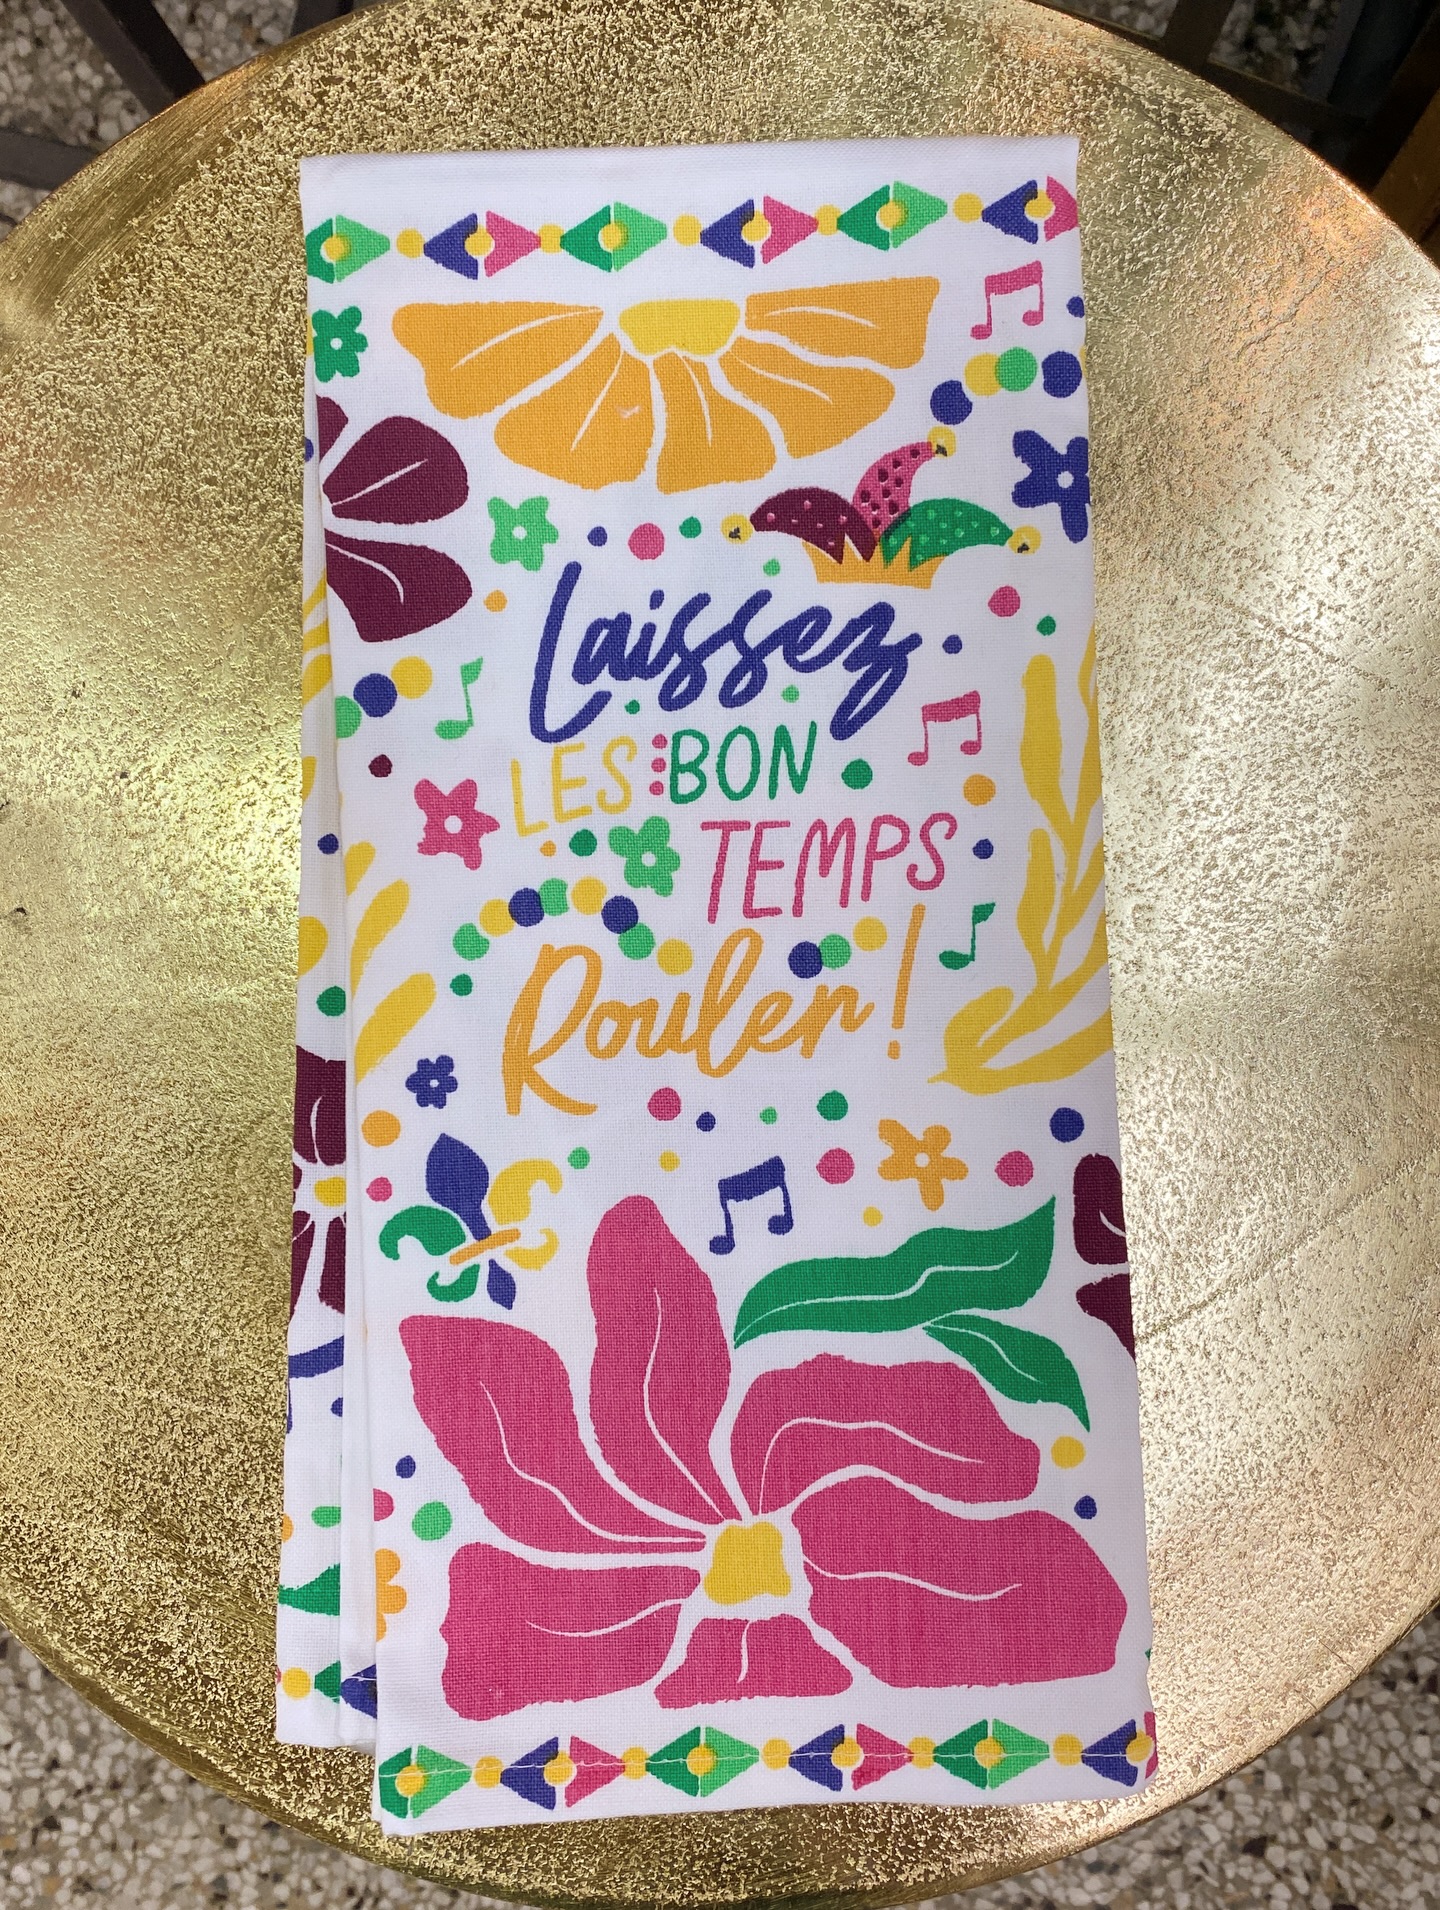 Laissez
LES BON
TEMPS
Rouler!